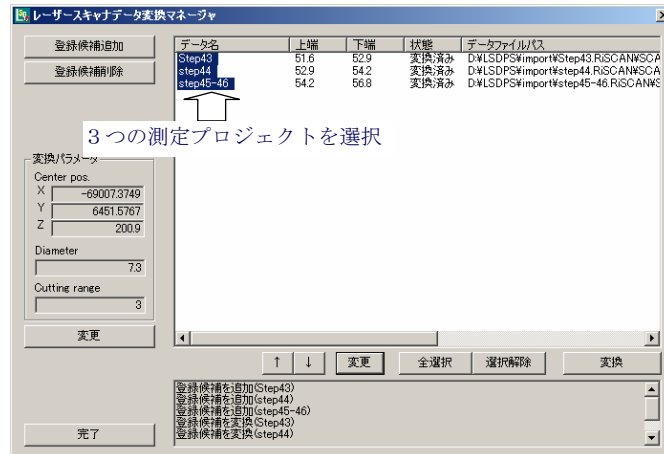 レーザースキャナデータ変換マネージャ
登録候補追加
登録候補削除
データ名 上端 下端 状態 データファイルパス
Step43 51.6 52.9 変換済み D:¥LSDPS¥import¥Step43.RiSCAN¥SCA
step44 52.9 54.2 変換済み D:¥LSDPS¥import¥step44.RiSCAN¥SCA
step45-46 54.2 56.8 変換済み D:¥LSDPS¥import¥step45-46.RiSCAN¥S
3つの測定プロジェクトを選択
変換パラメータ
Center pos.
X -69007.3749
Y 6451.5767
Z 200.9
Diameter
7.3
Cutting range
3
変更
↑ ↓ 変更 全選択 選択解除 変換
登録候補を追加(Step43)
登録候補を追加(step44)
登録候補を追加(step45-46)
登録候補を変換(Step43)
登録候補を変換(step44)
完了